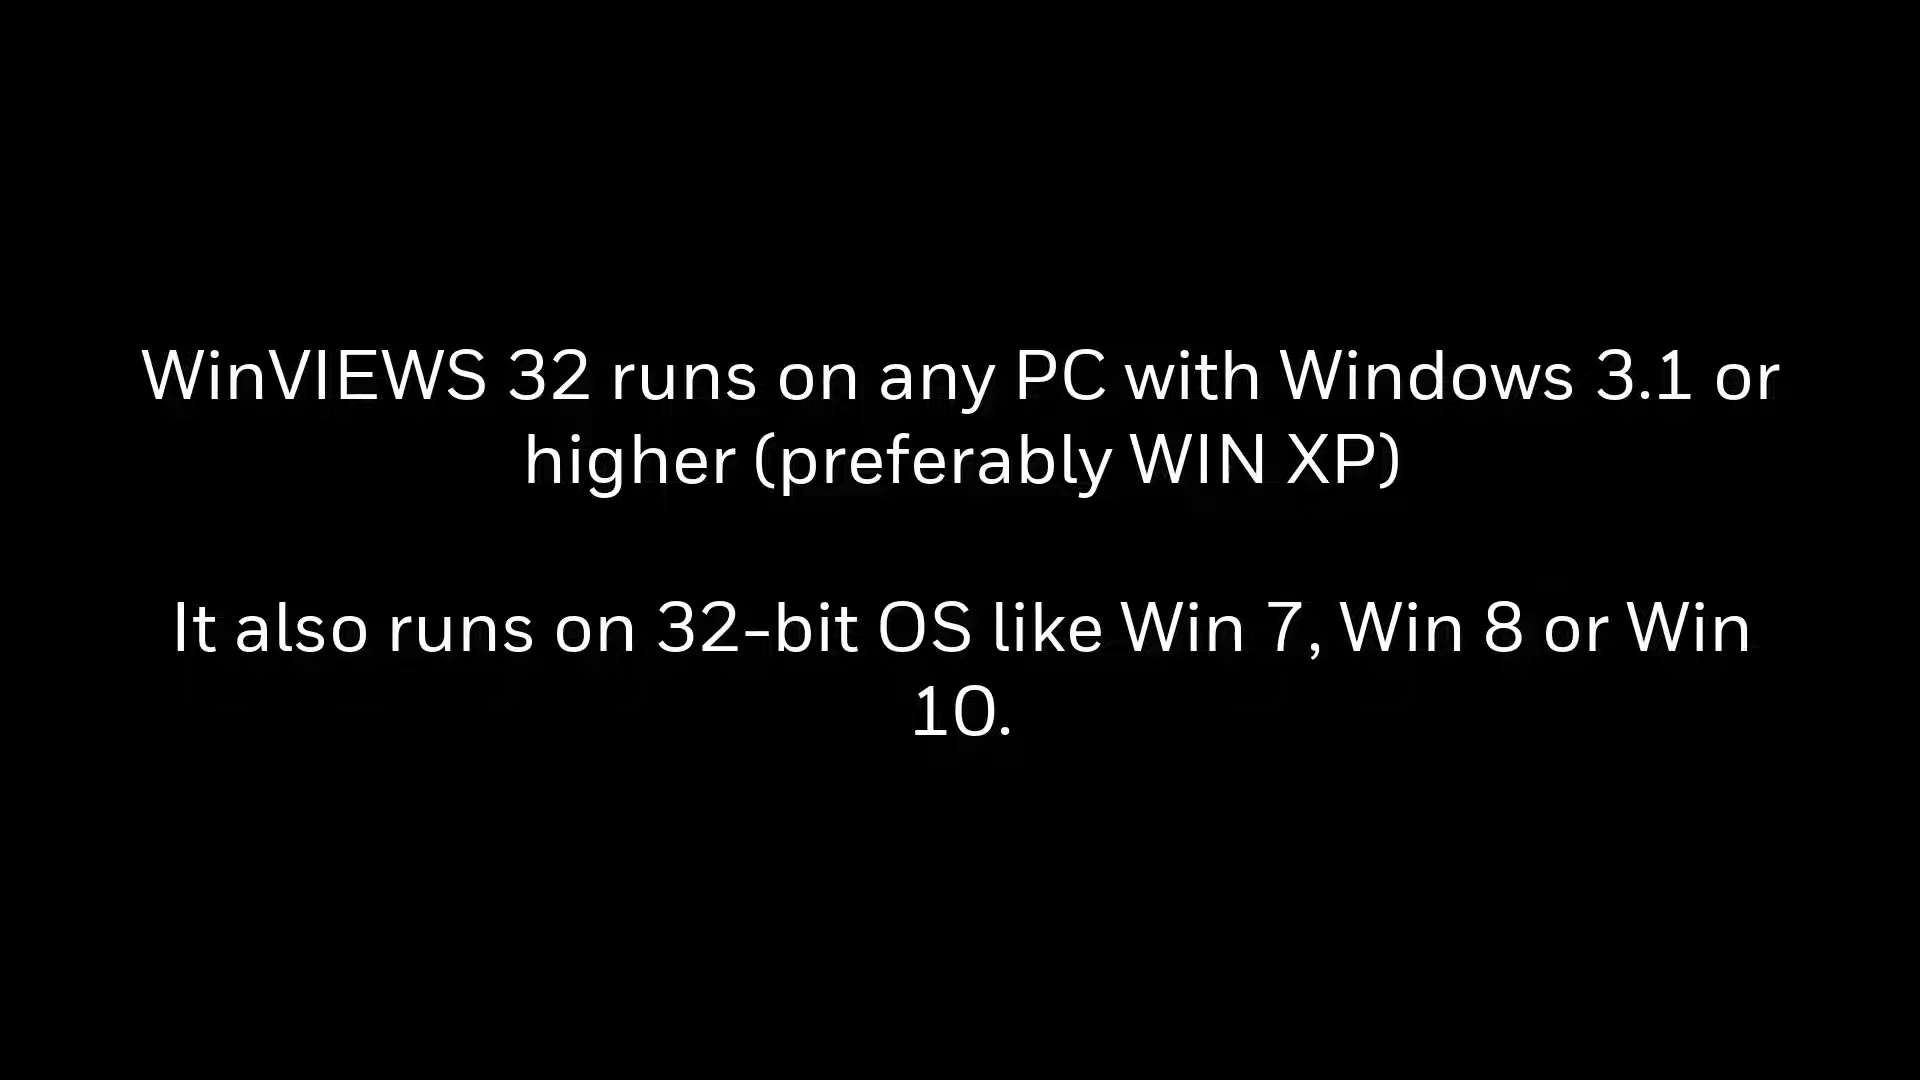 WinVIEWS 32 runs on any PC with Windows 3.1 or
higher (preferably WIN XP)
It also runs on 32-bit OS like Win 7, Win 8 or Win
10.